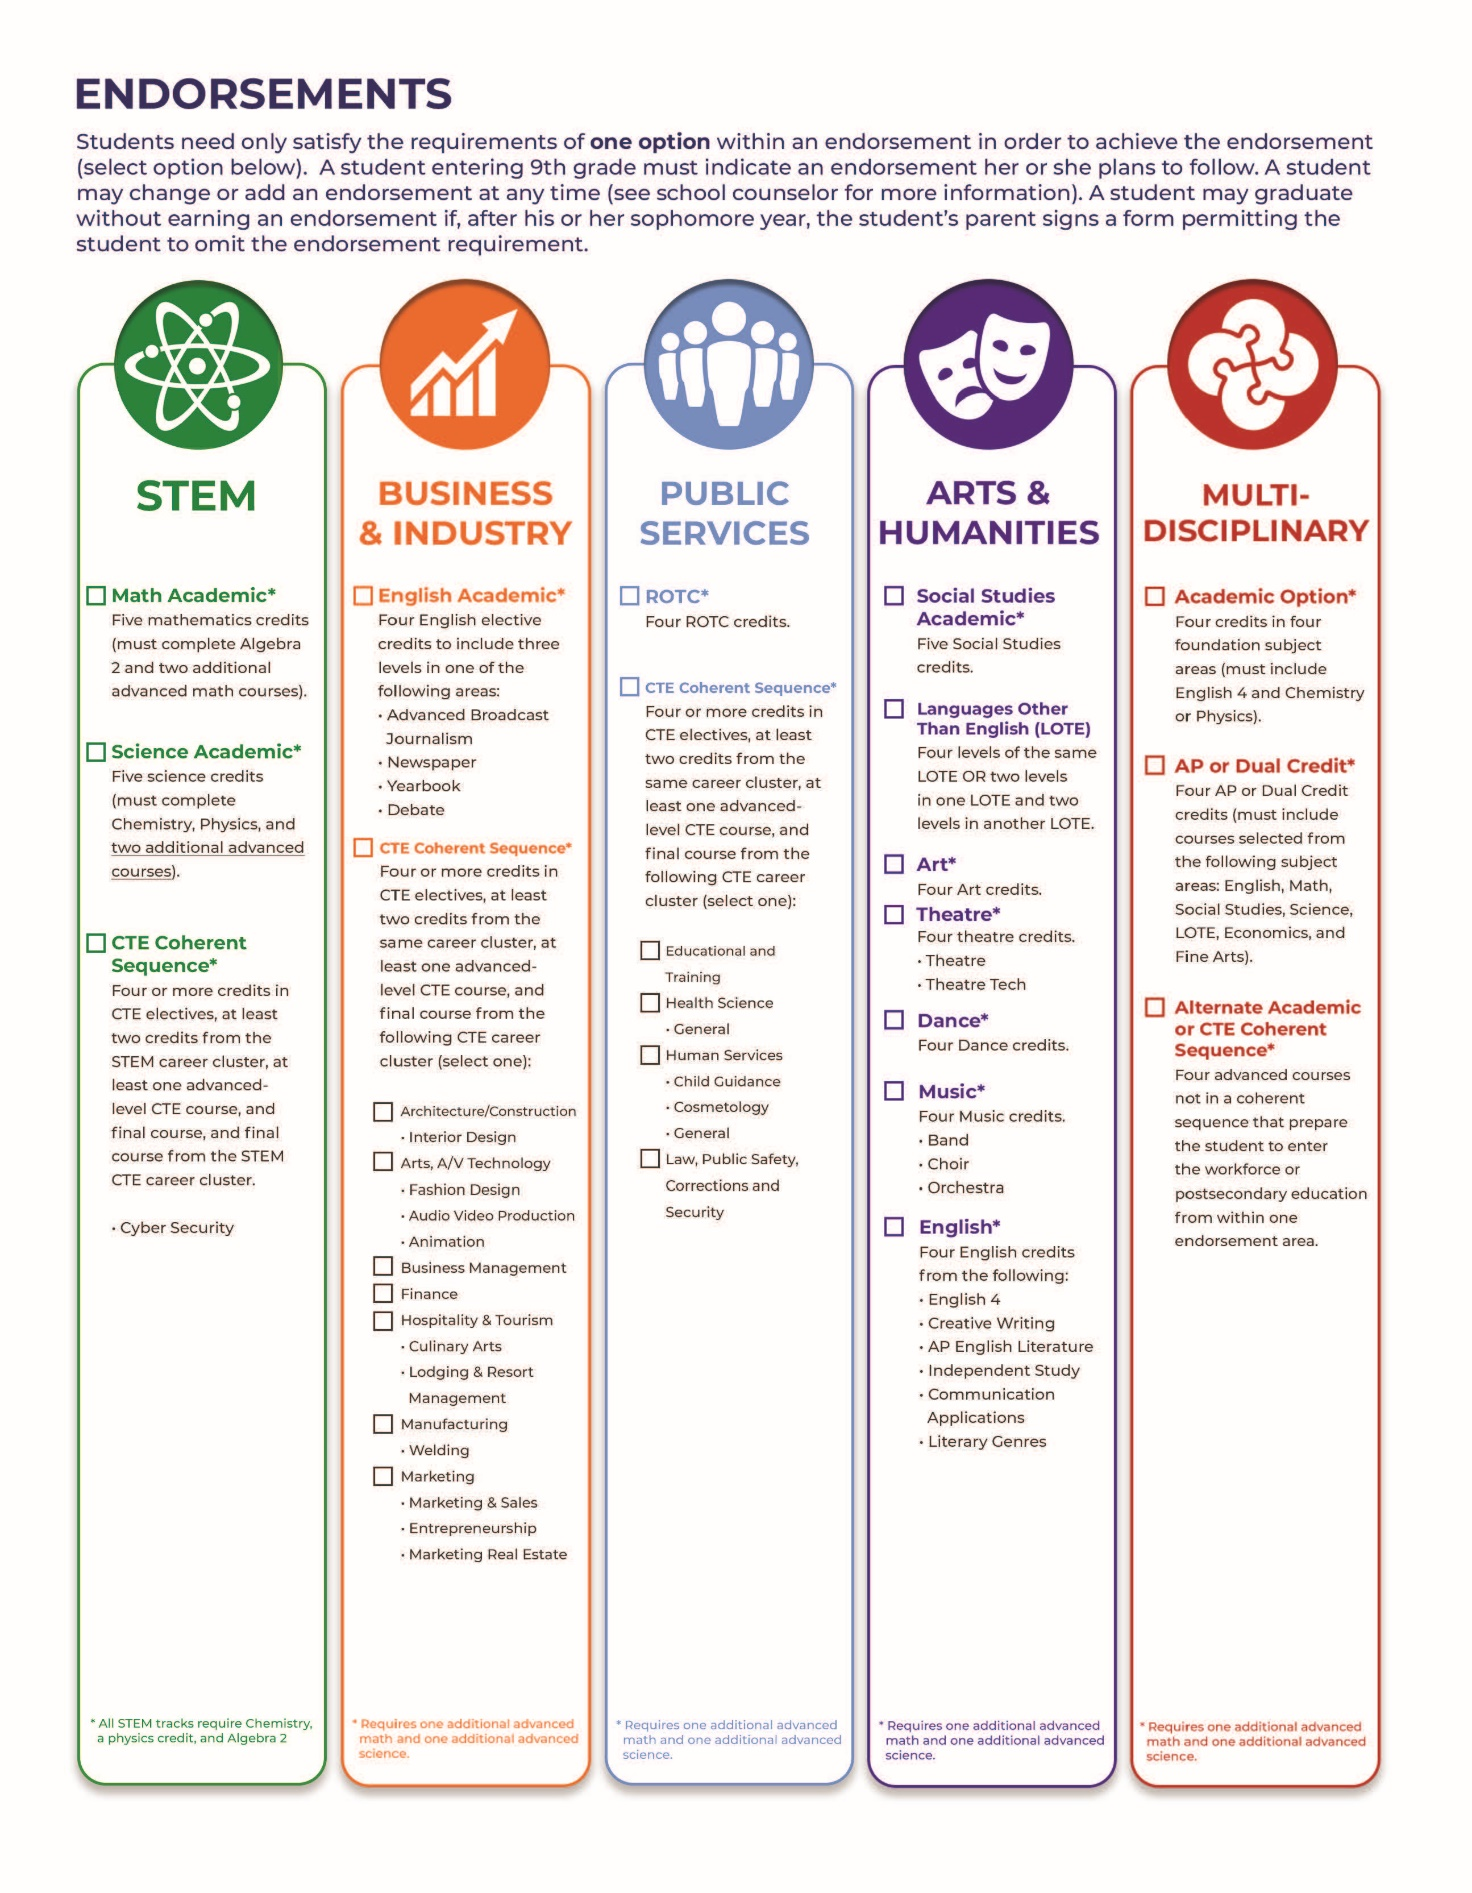 ENDORSEMENTS
Students need only satisfy the requirements of one option within an endorsement in order to achieve the endorsement
(select option below).  A student entering 9th grade must indicate an endorsement her or she plans to follow. A student
may change or add an endorsement at any time (see school counselor for more information). A student may graduate
without earning an endorsement if, after his or her sophomore year, the student's parent signs a form permitting the
student to omit the endorsement requirement.
STEM
Math Academic*
Five mathematics credits
(must complete Algebra
2 and two additional
advanced math courses).
Science Academic*
Five science credits
(must complete
Chemistry, Physics, and
two additional advanced
courses).
CTE Coherent
Sequence*
Four or more credits in
CTE electives, at least
two credits from the
STEM career cluster, at
least one advanced-
level CTE course, and
final course, and final
course from the STEM
CTE career cluster.
• Cyber Security
* All STEM tracks require Chemistry,
a physics credit, and Algebra 2
BUSINESS
& INDUSTRY
English Academic*
Four English elective
credits to include three
levels in one of the
following areas:
• Advanced Broadcast
Journalism
• Newspaper
• Yearbook
• Debate
CTE Coherent Sequence*
Four or more credits in
CTE electives, at least
two credits from the
same career cluster, at
least one advanced-
level CTE course, and
final course from the
following CTE career
cluster (select one):
Architecture/Construction
• Interior Design
Arts, A/V Technology
• Fashion Design
• Audio Video Production
• Animation
Business Management
Finance
Hospitality & Tourism
• Culinary Arts
• Lodging & Resort
Management
Manufacturing
• Welding
Marketing
• Marketing & Sales
• Entrepreneurship
• Marketing Real Estate
* Requires one additional advanced
math and one additional advanced
science.
PUBLIC
SERVICES
ROTC*
Four ROTC credits.
CTE Coherent Sequence*
Four or more credits in
CTE electives, at least
two credits from the
same career cluster, at
least one advanced-
level CTE course, and
final course from the
following CTE career
cluster (select one):
Educational and
Training
Health Science
• General
Human Services
• Child Guidance
• Cosmetology
• General
Law, Public Safety,
Corrections and
Security
* Requires one additional advanced
math and one additional advanced
science.
ARTS &
HUMANITIES
Social Studies
Academic*
Five Social Studies
credits.
Languages Other
Than English (LOTE)
Four levels of the same
LOTE OR two levels
in one LOTE and two
levels in another LOTE.
Art*
Four Art credits.
Theatre*
Four theatre credits.
• Theatre
• Theatre Tech
Dance*
Four Dance credits.
Music*
Four Music credits.
• Band
• Choir
• Orchestra
English*
Four English credits
from the following:
• English 4
• Creative Writing
• AP English Literature
• Independent Study
• Communication
Applications
• Literary Genres
* Requires one additional advanced
math and one additional advanced
science.
MULTI-
DISCIPLINARY
Academic Option*
Four credits in four
foundation subject
areas (must include
English 4 and Chemistry
or Physics).
AP or Dual Credit*
Four AP or Dual Credit
credits (must include
courses selected from
the following subject
areas: English, Math,
Social Studies, Science,
LOTE, Economics, and
Fine Arts).
Alternate Academic
or CTE Coherent
Sequence*
Four advanced courses
not in a coherent
sequence that prepare
the student to enter
the workforce or
postsecondary education
from within one
endorsement area.
* Requires one additional advanced
math and one additional advanced
science.